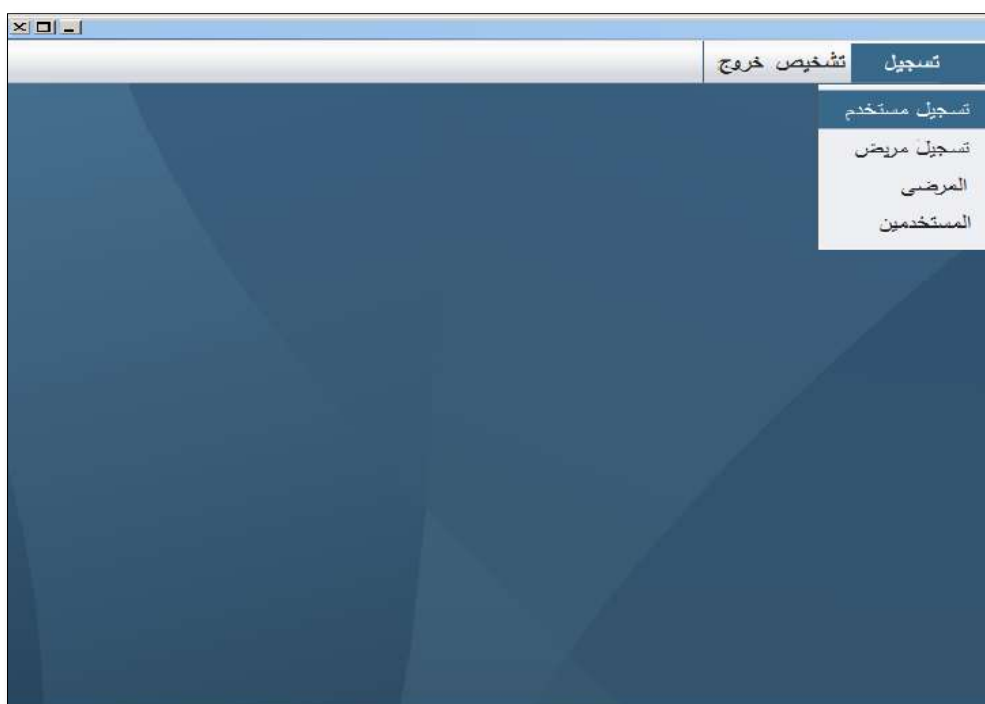 تسجيل تشخيص خروج
تسجيل مستخدم
تسجيل مريض
المرضى
المستخدمين